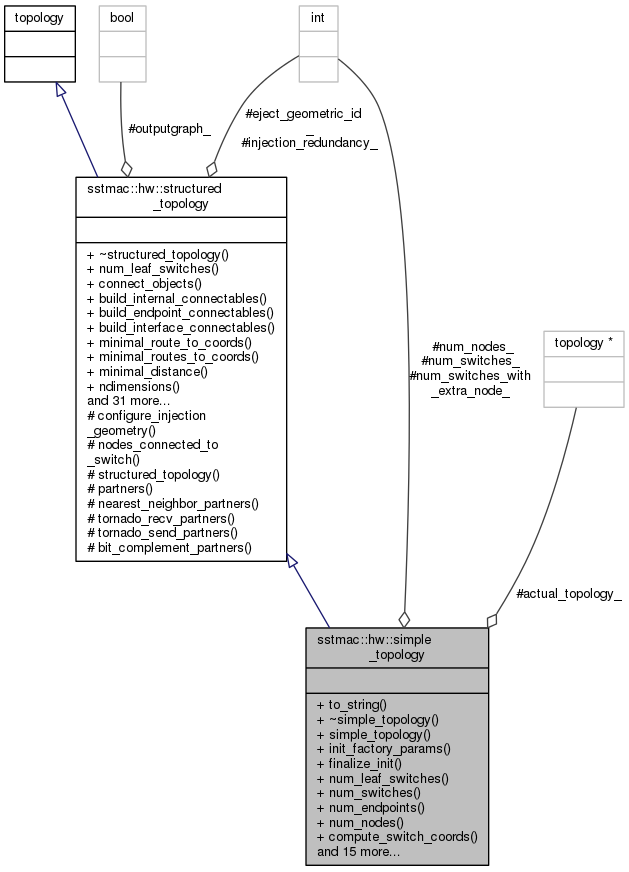 topology
bool
int
#outputgraph_
#eject_geometric_id
_
#injection_redundancy_
sstmac::hw::structured
_topology
+ ~structured_topology()
+ num_leaf_switches()
+ connect_objects()
+ build_internal_connectables()
+ build_endpoint_connectables()
+ build_interface_connectables()
+ minimal_route_to_coords()
+ minimal_routes_to_coords()
+ minimal_distance()
+ ndimensions()
and 31 more...
# configure_injection
_geometry()
# nodes_connected_to
_switch()
# structured_topology()
# partners()
# nearest_neighbor_partners()
# tornado_recv_partners()
# tornado_send_partners()
# bit_complement_partners()
#num_nodes_
#num_switches_
#num_switches_with
_extra_node_
topology *
#actual_topology_
sstmac::hw::simple
_topology
+ to_string()
+ ~simple_topology()
+ simple_topology()
+ init_factory_params()
+ finalize_init()
+ num_leaf_switches()
+ num_switches()
+ num_endpoints()
+ num_nodes()
+ compute_switch_coords()
and 15 more...